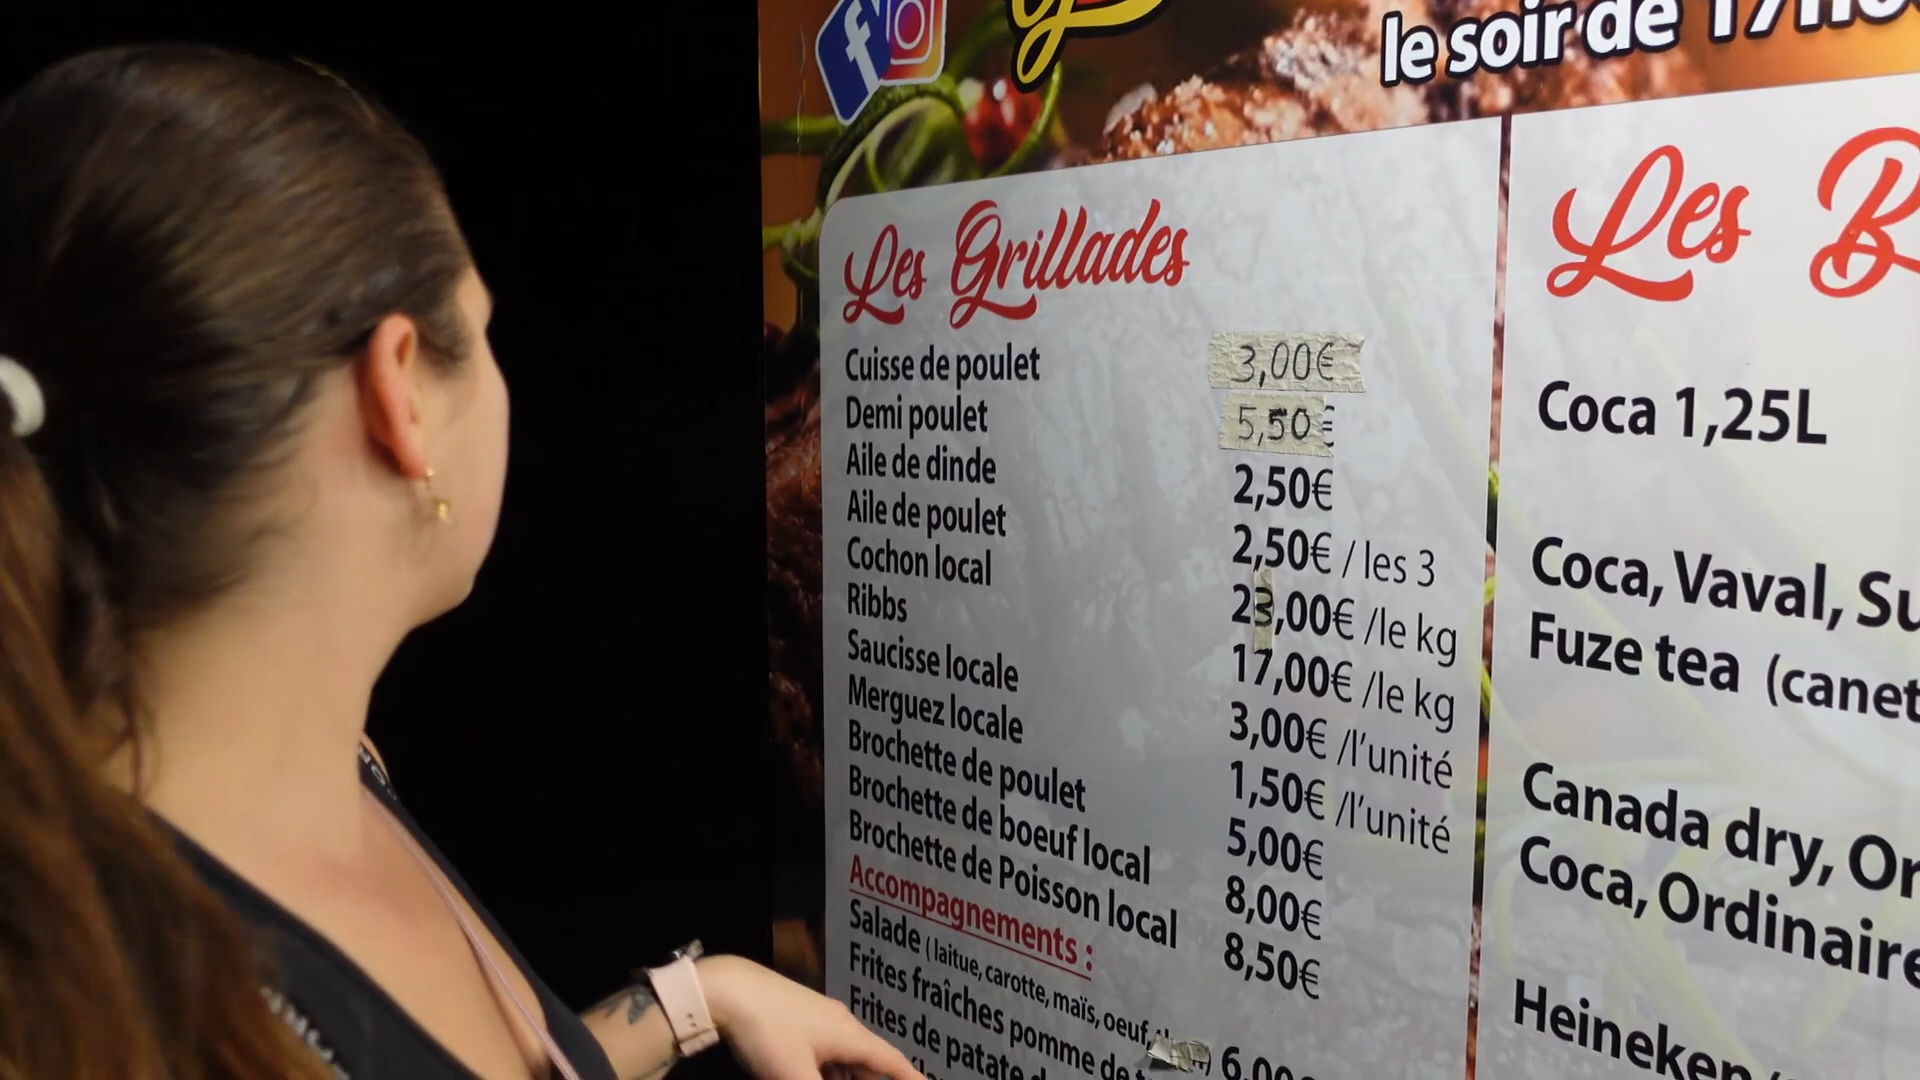 le soir de
Les Grillades
Cuisse de poulet 3,00€
Demi poulet 5,50€
Aile de dinde 2,50€
Aile de poulet 2,50€ / les 3
Cochon local 23,00€ /le kg
Ribbs 17,00€ /le kg
Saucisse locale 3,00€ /l'unité
Merguez locale 1,50€ /l'unité
Brochette de poulet 5,00€
Brochette de boeuf local 8,00€
Brochette de Poisson local 8,50€
Accompagnements :
Salade ( laitue, carotte, maïs, oeuf,
Frites fraîches pomme de 6,00
Frites de patate
Les B
Coca 1,25L
Coca, Vaval, Su
Fuze tea (canet
Canada dry, Or
Coca, Ordinaire
Heineken